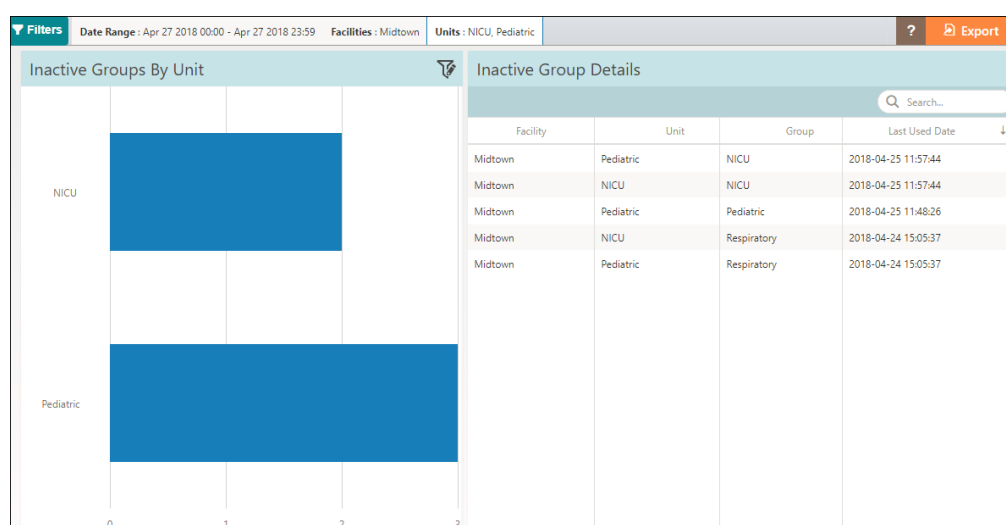 Filters Date Range : Apr 27 2018 00:00 - Apr 27 2018 23:59 Facilities : Midtown Units : NICU, Pediatric ? Export
Inactive Groups By Unit
NICU
Pediatric
0 1 2 3
Inactive Group Details
Search...
Facility Unit Group Last Used Date
Midtown Pediatric NICU 2018-04-25 11:57:44
Midtown NICU NICU 2018-04-25 11:57:44
Midtown Pediatric Pediatric 2018-04-25 11:48:26
Midtown NICU Respiratory 2018-04-24 15:05:37
Midtown Pediatric Respiratory 2018-04-24 15:05:37